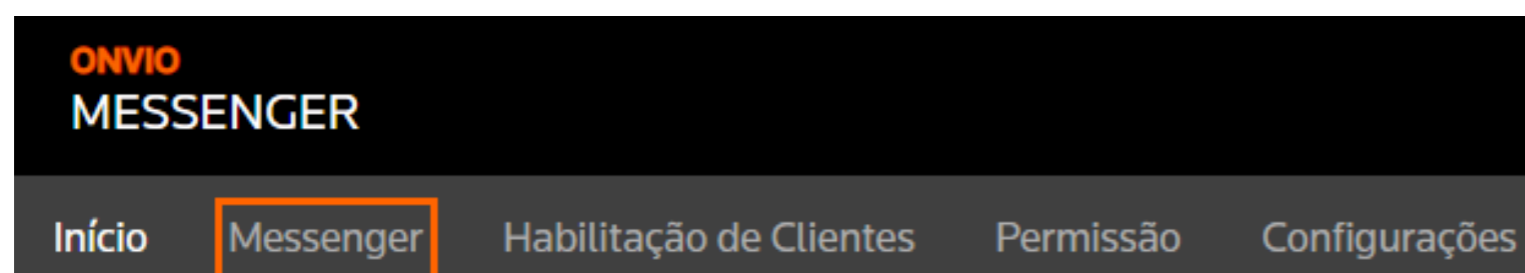 ONVIO
MESSENGER
Início Messenger Habilitação de Clientes Permissão Configurações